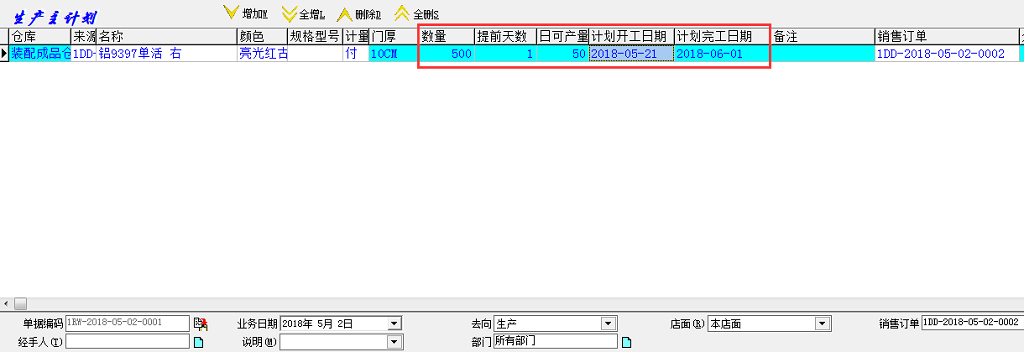 生产主计划 增加N 全增L 删除D 全删S
仓库 来源 名称 颜色 规格型号 计量 门厚 数量 提前天数 日可产量 计划开工日期 计划完工日期 备注 销售订单
装配成品仓 1DD- 铝9397单活 右 亮光红古 付 10CM 500 1 50 2018-05-21 2018-06-01 1DD-2018-05-02-0002
单据编码 1RW-2018-05-02-0001 业务日期 2018年 5月 2日 去向 生产 店面(B) 本店面 销售订单 1DD-2018-05-02-0002
经手人(T) 说明(M) 部门 所有部门